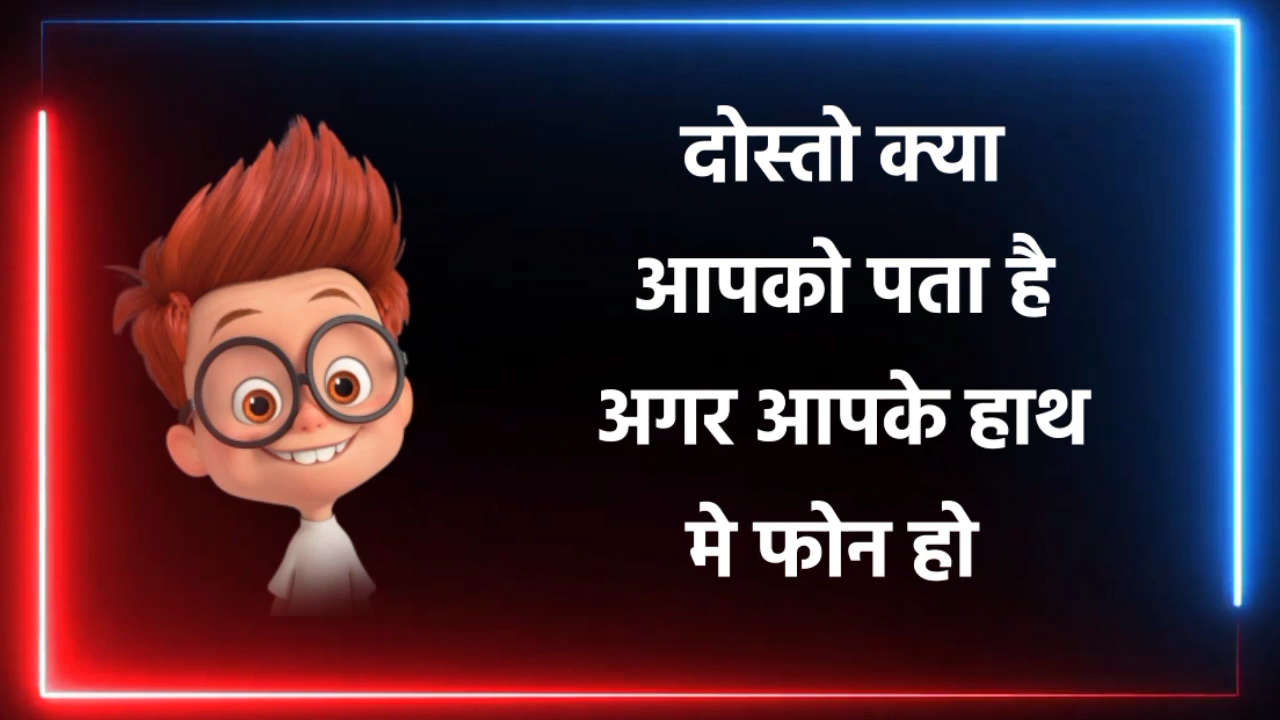 दोस्तो क्या
आपको पता है
अगर आपके हाथ
मे फोन हो